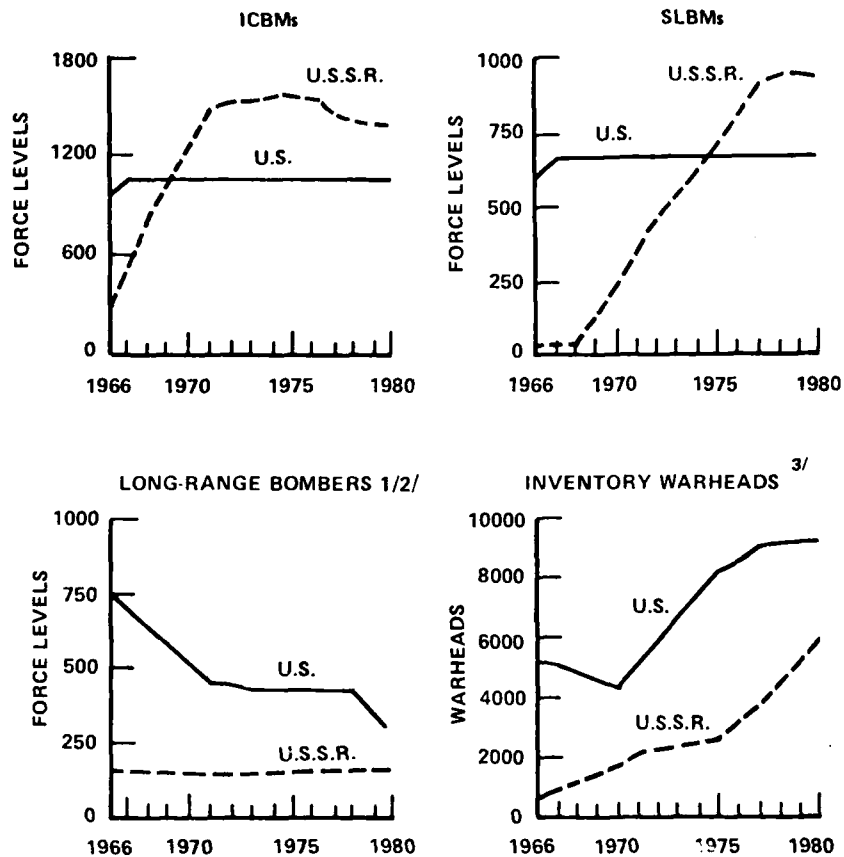 ICBMs
FORCE LEVELS
1800
1200
600
0
U.S.S.R.
U.S.
1966 1970 1975 1980
SLBMs
FORCE LEVELS
1000
750
500
250
0
U.S.S.R.
U.S.
1966 1970 1975 1980
LONG-RANGE BOMBERS 1/2/
FORCE LEVELS
1000
750
500
250
0
U.S.
U.S.S.R.
1966 1970 1975 1980
INVENTORY WARHEADS 3/
WARHEADS
10000
8000
6000
4000
2000
0
U.S.
U.S.S.R.
1966 1970 1975 1980